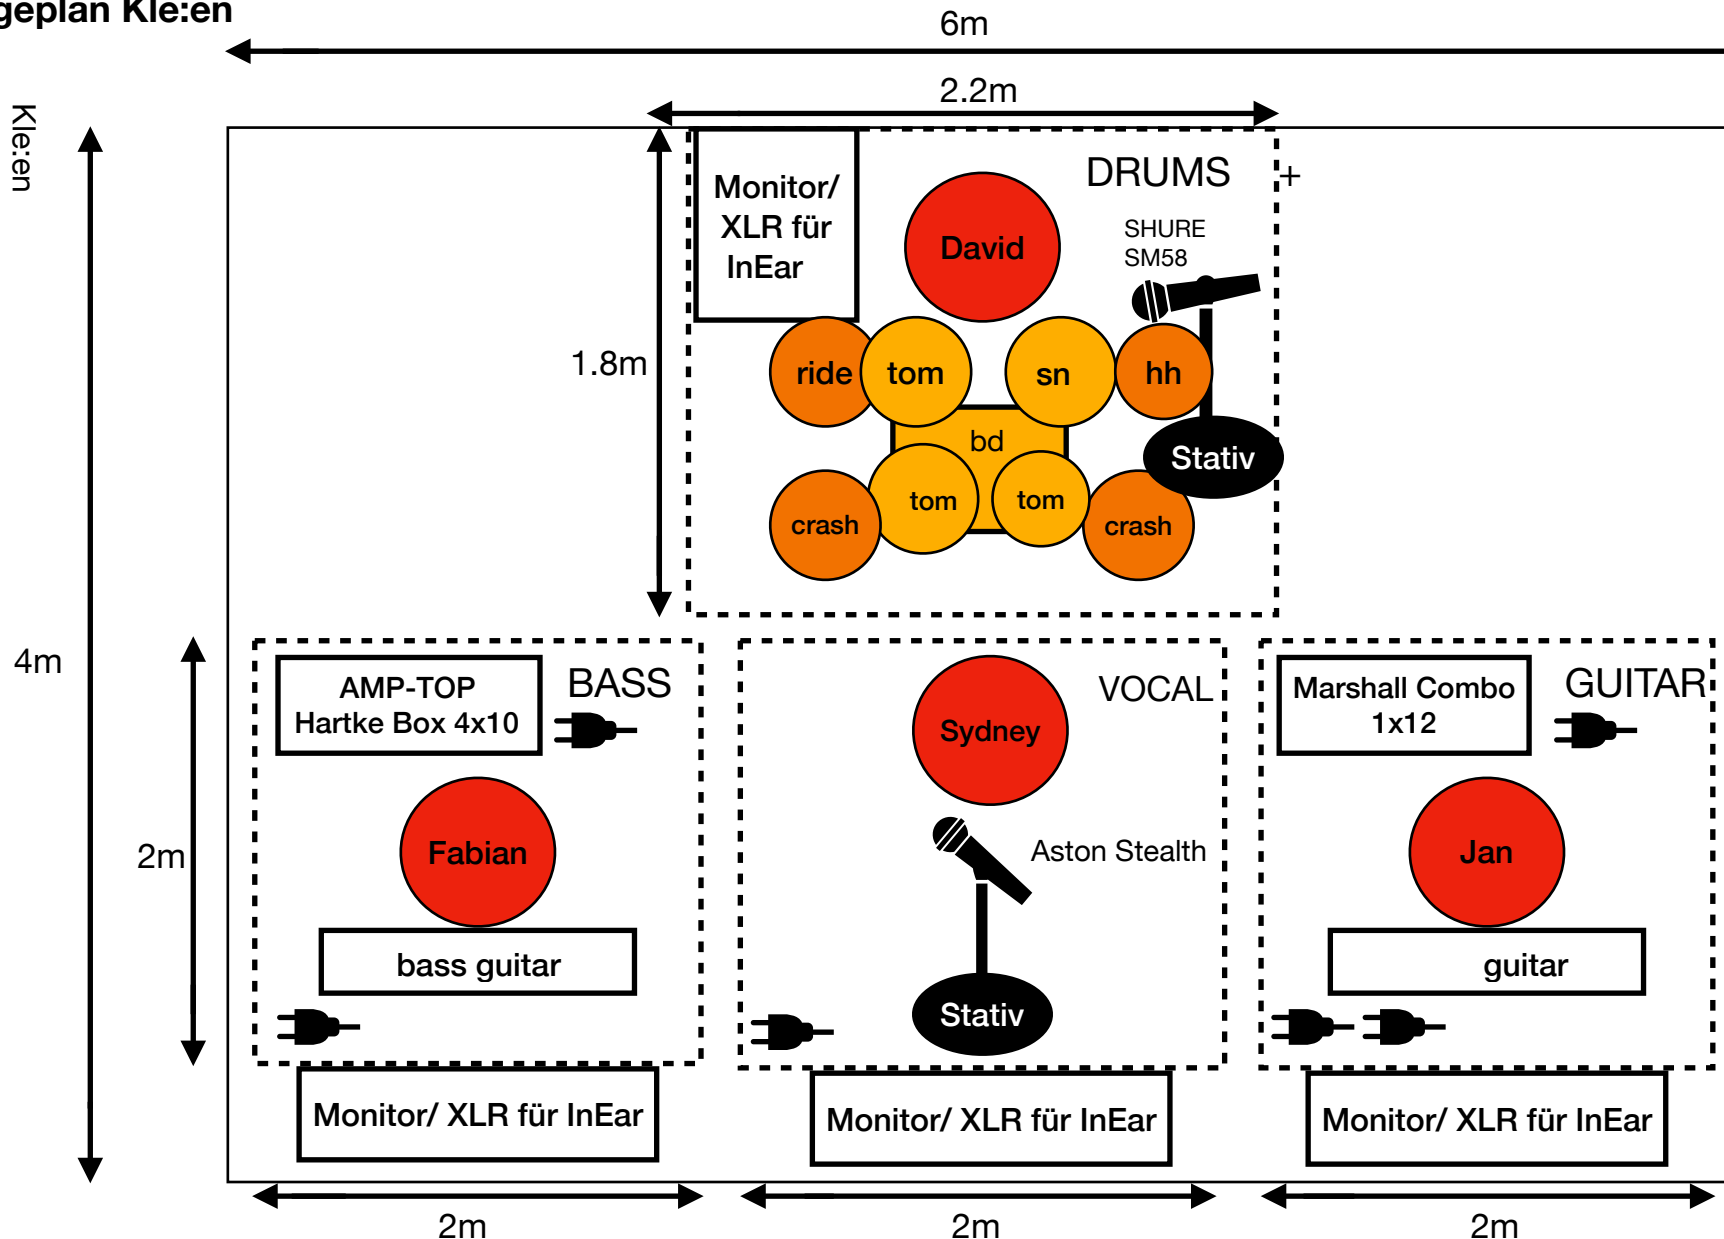 geplan Kle:en
6m
2.2m
Kle:en
Monitor/
XLR für
InEar
DRUMS +
David
SHURE
SM58
1.8m
ride
tom
sn
hh
bd
Stativ
crash
tom
tom
crash
4m
AMP-TOP
Hartke Box 4x10
BASS
Sydney
VOCAL
Marshall Combo
1x12
GUITAR
2m
Fabian
Aston Stealth
Jan
bass guitar
guitar
Stativ
Monitor/ XLR für InEar
Monitor/ XLR für InEar
Monitor/ XLR für InEar
2m
2m
2m